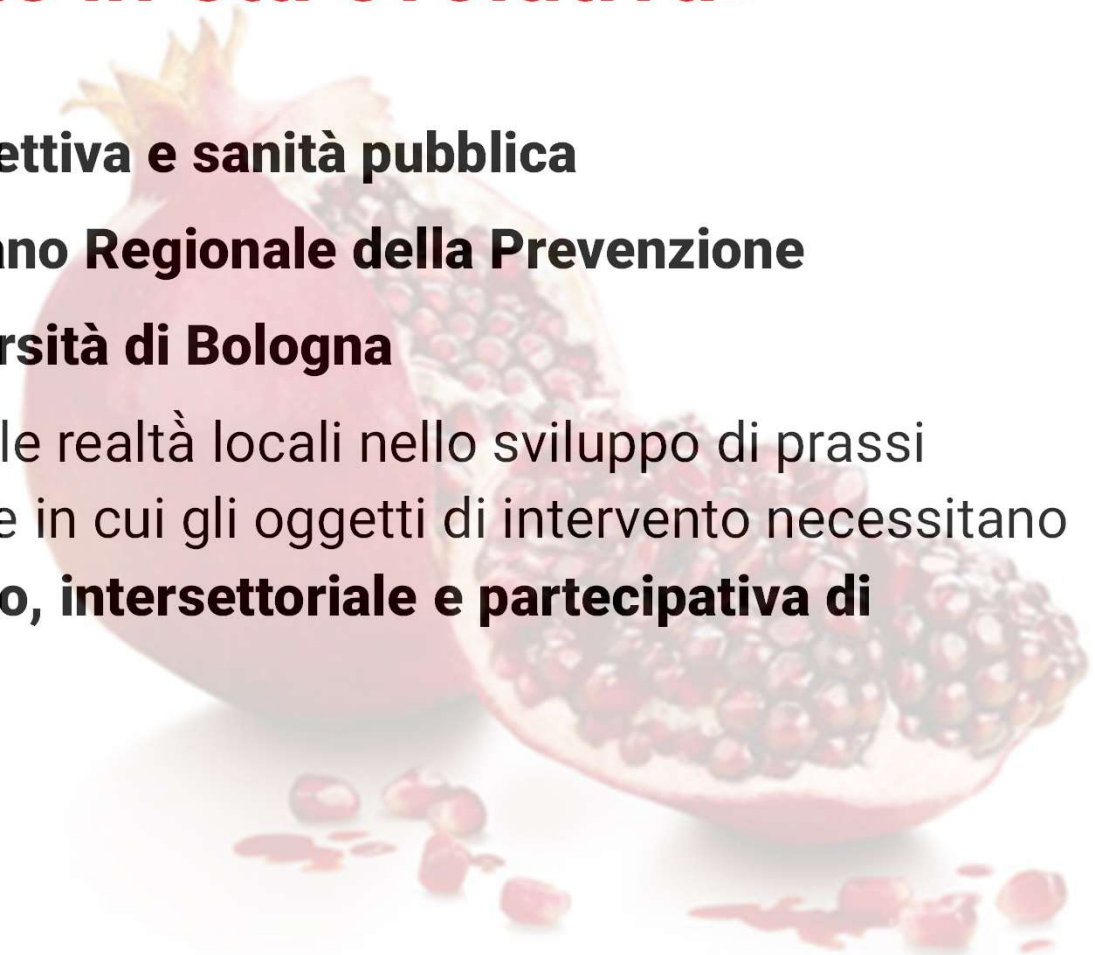 ettiva e sanità pubblica
ano Regionale della Prevenzione
rsità di Bologna
le realtà locali nello sviluppo di prassi
e in cui gli oggetti di intervento necessitano
o, intersettoriale e partecipativa di